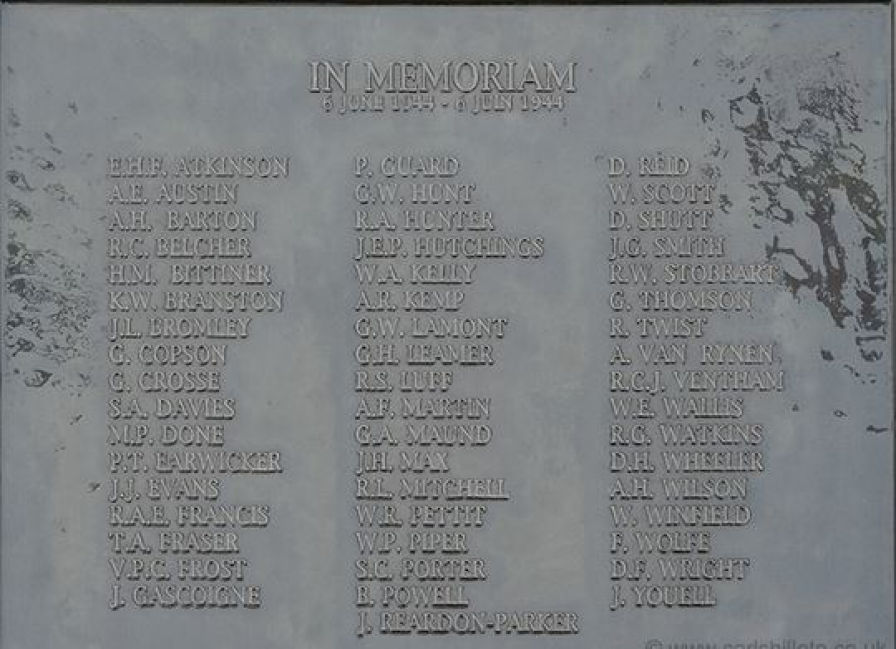 IN MEMORIAM
6 JUNE 1944 - 6 JUIN 1944
E.H.F. ATKINSON
A.E. AUSTIN
A.H. BARTON
R.C. BELCHER
H.M. BITTINER
K.W. BRANSTON
J.L. BROMLEY
G. COPSON
G. CROSSE
S.A. DAVIES
M.P. DONE
P.T. EARWICKER
J.J. EVANS
R.A.E. FRANCIS
T.A. FRASER
V.P.C. FROST
J. GASCOIGNE
P. GUARD
G.W. HUNT
R.A. HUNTER
J.E.P. HUTCHINGS
W.A. KELLY
A.R. KEMP
G.W. LAMONT
G.H. LEAMER
R.S. LUFF
A.F. MARTIN
G.A. MAUND
J.H. MAX
R.L. MITCHELL
W.R. PETTIT
W.P. PIPER
S.C. PORTER
B. POWELL
J. REARDON-PARKER
D. REID
W. SCOTT
D. SHUTT
J.G. SMITH
R.W. STOBBART
G. THOMSON
R. TWIST
A. VAN RYNEN
R.C.J. VENTHAM
W.E. WALLIS
R.G. WATKINS
D.H. WHEELER
A.H. WILSON
W. WINFIELD
F. WOLFE
D.F. WRIGHT
J. YOUELL